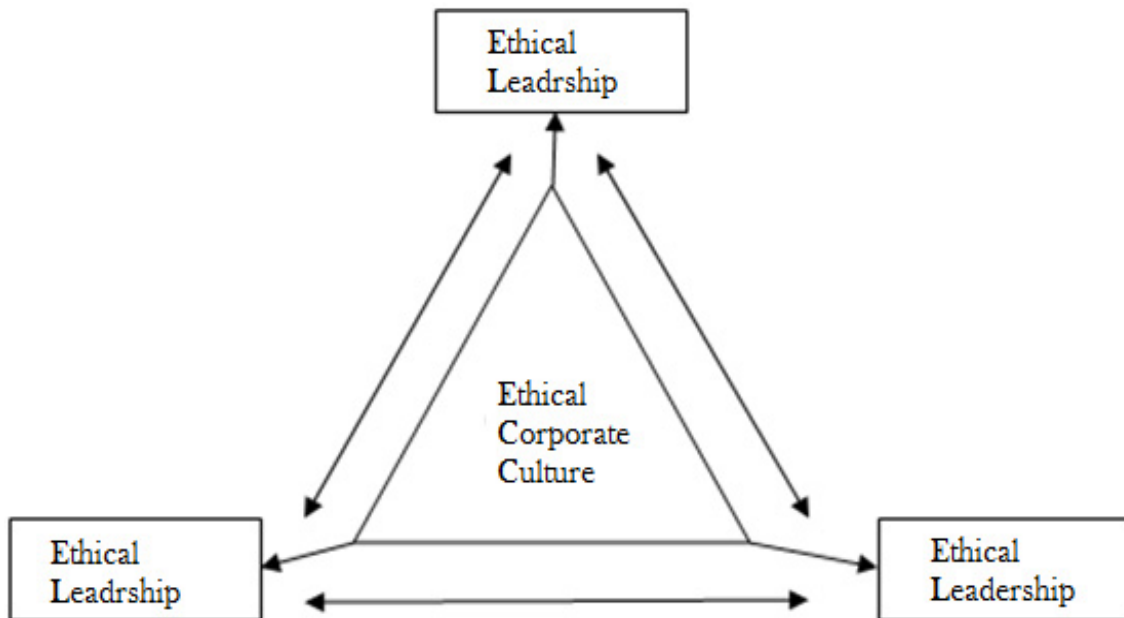 Ethical
Leadrship
Ethical
Corporate
Culture
Ethical
Leadrship
Ethical
Leadership